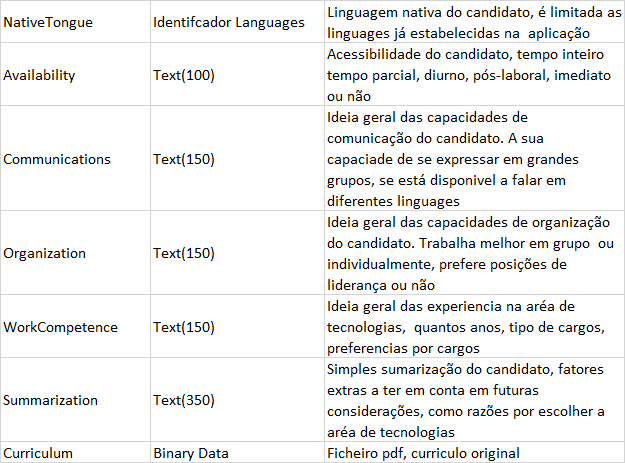 NativeTongue
Identifcador Languages
Linguagem nativa do candidato, é limitada as
linguages já estabelecidas na aplicação
Availability
Text(100)
Acessibilidade do candidato, tempo inteiro
tempo parcial, diurno, pós-laboral, imediato
ou não
Communications
Text(150)
Ideia geral das capacidades de
comunicação do candidato. A sua
capaciade de se expressar em grandes
grupos, se está disponivel a falar em
diferentes linguages
Organization
Text(150)
Ideia geral das capacidades de organização
do candidato. Trabalha melhor em grupo ou
individualmente, prefere posições de
liderança ou não
WorkCompetence
Text(150)
Ideia geral das experiencia na aréa de
tecnologias, quantos anos, tipo de cargos,
preferencias por cargos
Summarization
Text(350)
Simples sumarização do candidato, fatores
extras a ter em conta em futuras
considerações, como razões por escolher a
aréa de tecnologias
Curriculum
Binary Data
Ficheiro pdf, curriculo original